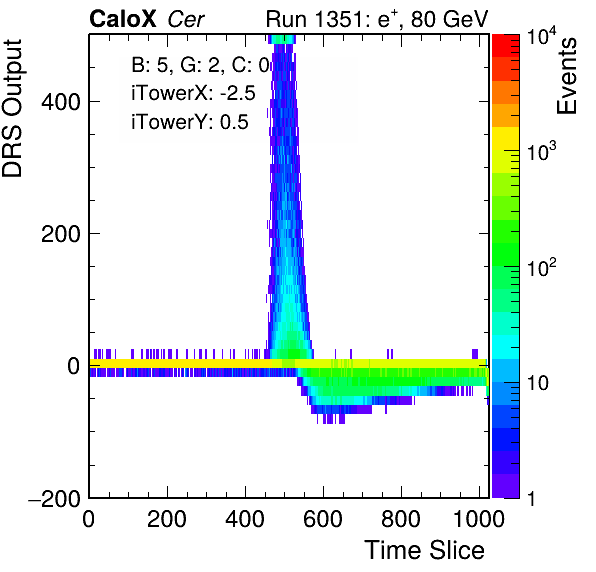 CaloX Cer Run 1351: e⁺, 80 GeV
B: 5, G: 2, C: 0
iTowerX: -2.5
iTowerY: 0.5
DRS Output
400
200
0
−200
0 200 400 600 800 1000
Time Slice
Events
10⁴
10³
10²
10
1